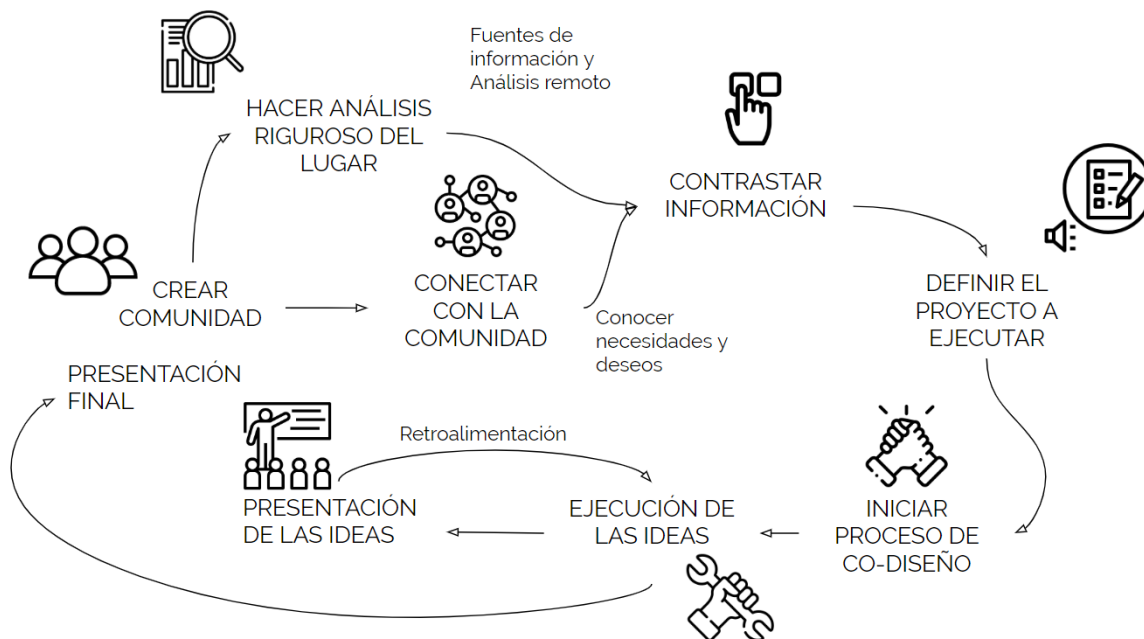 Fuentes de
información y
Análisis remoto
HACER ANÁLISIS
RIGUROSO DEL
LUGAR
CONTRASTAR
INFORMACIÓN
CREAR
COMUNIDAD
CONECTAR
CON LA
COMUNIDAD
Conocer
necesidades y
deseos
DEFINIR EL
PROYECTO A
EJECUTAR
PRESENTACIÓN
FINAL
Retroalimentación
PRESENTACIÓN
DE LAS IDEAS
EJECUCIÓN DE
LAS IDEAS
INICIAR
PROCESO DE
CO-DISEÑO